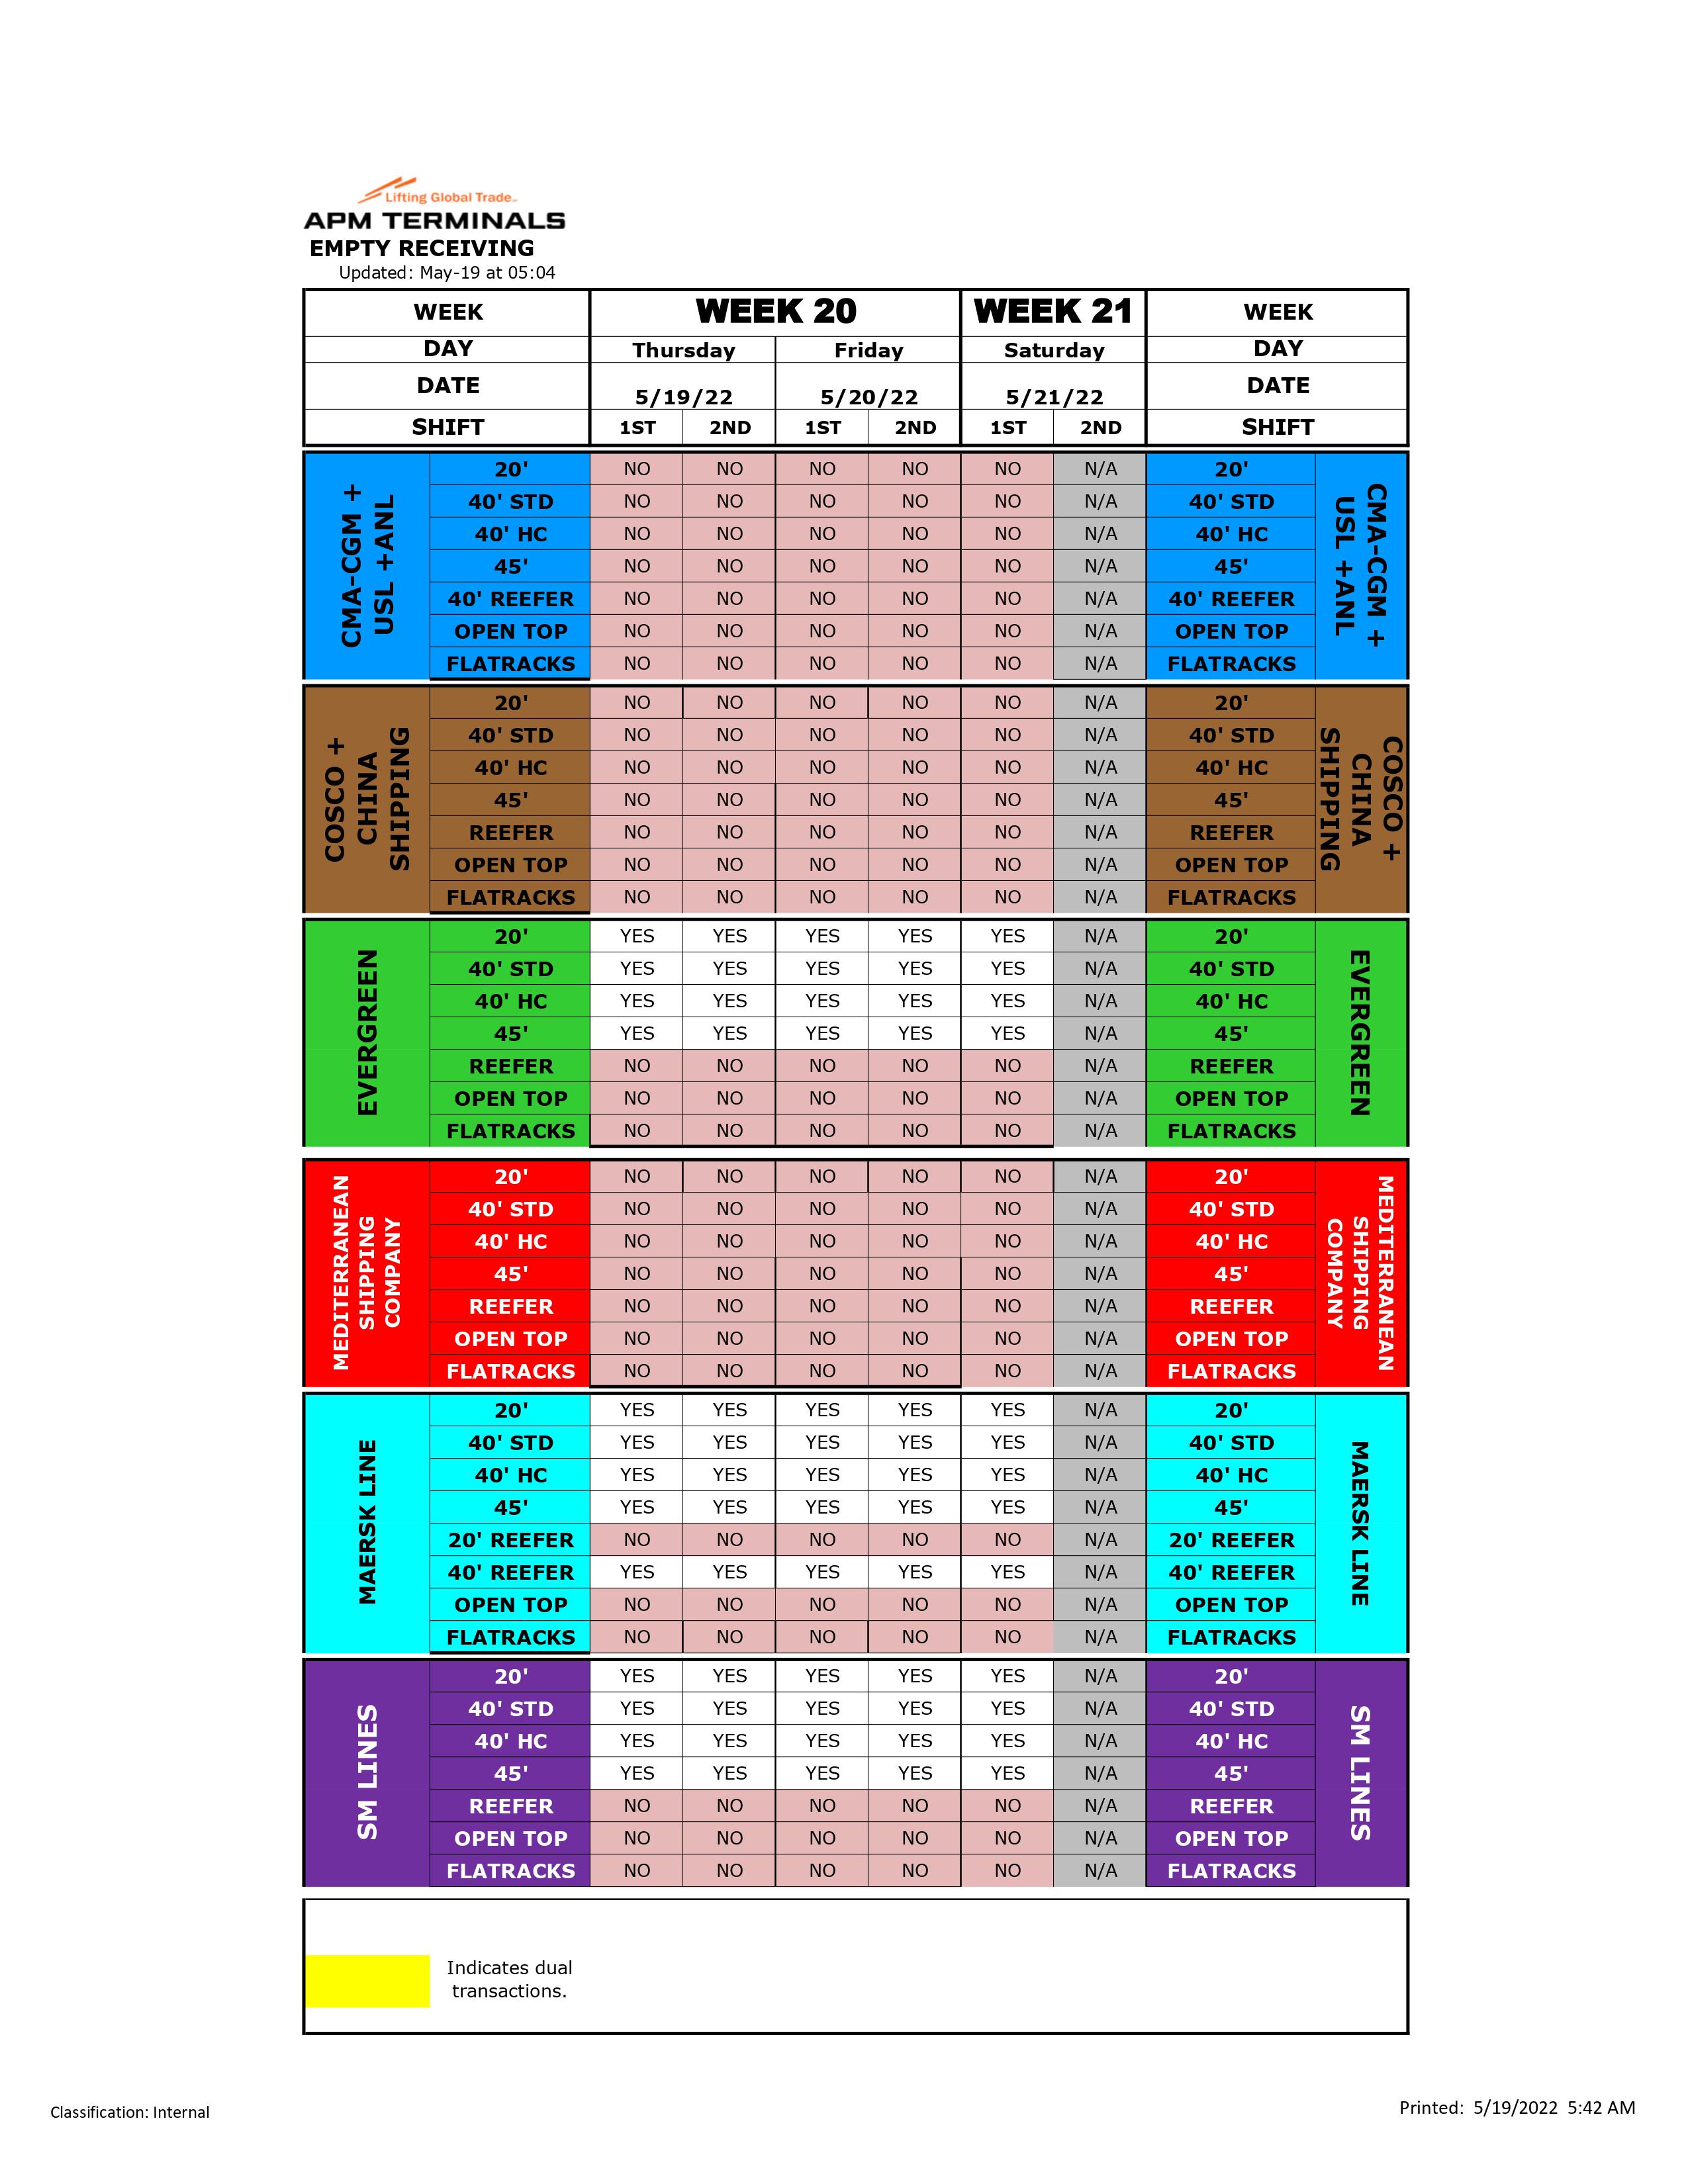 Lifting Global Trade™
APM TERMINALS
EMPTY RECEIVING
Updated: May-19 at 05:04
WEEK WEEK 20 WEEK 21 WEEK
DAY Thursday Friday Saturday DAY
DATE 5/19/22 5/20/22 5/21/22 DATE
SHIFT 1ST 2ND 1ST 2ND 1ST 2ND SHIFT
CMA-CGM +
USL +ANL
20' NO NO NO NO NO N/A 20'
40' STD NO NO NO NO NO N/A 40' STD
40' HC NO NO NO NO NO N/A 40' HC
45' NO NO NO NO NO N/A 45'
40' REEFER NO NO NO NO NO N/A 40' REEFER
OPEN TOP NO NO NO NO NO N/A OPEN TOP
FLATRACKS NO NO NO NO NO N/A FLATRACKS
CMA-CGM +
USL +ANL
COSCO +
CHINA
SHIPPING
20' NO NO NO NO NO N/A 20'
40' STD NO NO NO NO NO N/A 40' STD
40' HC NO NO NO NO NO N/A 40' HC
45' NO NO NO NO NO N/A 45'
REEFER NO NO NO NO NO N/A REEFER
OPEN TOP NO NO NO NO NO N/A OPEN TOP
FLATRACKS NO NO NO NO NO N/A FLATRACKS
COSCO +
CHINA
SHIPPING
EVERGREEN
20' YES YES YES YES YES N/A 20'
40' STD YES YES YES YES YES N/A 40' STD
40' HC YES YES YES YES YES N/A 40' HC
45' YES YES YES YES YES N/A 45'
REEFER NO NO NO NO NO N/A REEFER
OPEN TOP NO NO NO NO NO N/A OPEN TOP
FLATRACKS NO NO NO NO NO N/A FLATRACKS
EVERGREEN
MEDITERRANEAN
SHIPPING
COMPANY
20' NO NO NO NO NO N/A 20'
40' STD NO NO NO NO NO N/A 40' STD
40' HC NO NO NO NO NO N/A 40' HC
45' NO NO NO NO NO N/A 45'
REEFER NO NO NO NO NO N/A REEFER
OPEN TOP NO NO NO NO NO N/A OPEN TOP
FLATRACKS NO NO NO NO NO N/A FLATRACKS
MEDITERRANEAN
SHIPPING
COMPANY
MAERSK LINE
20' YES YES YES YES YES N/A 20'
40' STD YES YES YES YES YES N/A 40' STD
40' HC YES YES YES YES YES N/A 40' HC
45' YES YES YES YES YES N/A 45'
20' REEFER NO NO NO NO NO N/A 20' REEFER
40' REEFER YES YES YES YES YES N/A 40' REEFER
OPEN TOP NO NO NO NO NO N/A OPEN TOP
FLATRACKS NO NO NO NO NO N/A FLATRACKS
MAERSK LINE
SM LINES
20' YES YES YES YES YES N/A 20'
40' STD YES YES YES YES YES N/A 40' STD
40' HC YES YES YES YES YES N/A 40' HC
45' YES YES YES YES YES N/A 45'
REEFER NO NO NO NO NO N/A REEFER
OPEN TOP NO NO NO NO NO N/A OPEN TOP
FLATRACKS NO NO NO NO NO N/A FLATRACKS
SM LINES
Indicates dual
transactions.
Classification: Internal
Printed: 5/19/2022 5:42 AM